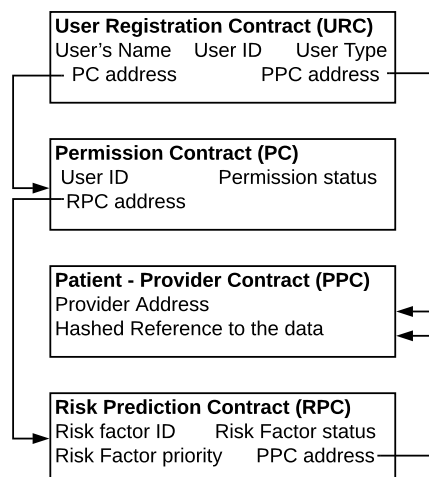 User Registration Contract (URC)
User’s Name User ID User Type
PC address PPC address
Permission Contract (PC)
User ID Permission status
RPC address
Patient - Provider Contract (PPC)
Provider Address
Hashed Reference to the data
Risk Prediction Contract (RPC)
Risk factor ID Risk Factor status
Risk Factor priority PPC address